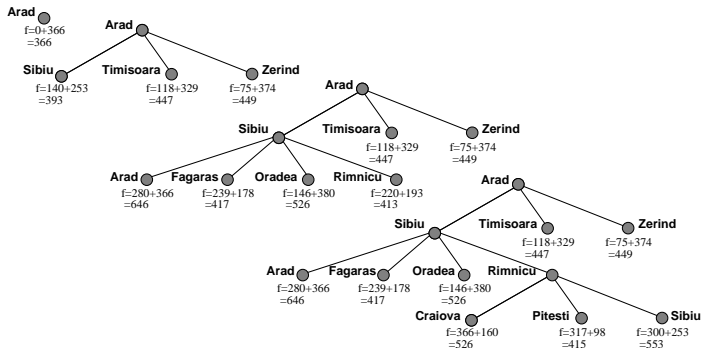 Arad
f=0+366
=366
Arad
Sibiu Timisoara Zerind
f=140+253 f=118+329 f=75+374
=393 =447 =449
Arad
Sibiu Timisoara Zerind
f=118+329 f=75+374
=447 =449
Arad Fagaras Oradea Rimnicu
f=280+366 f=239+178 f=146+380 f=220+193
=646 =417 =526 =413
Arad
Sibiu Timisoara Zerind
f=118+329 f=75+374
=447 =449
Arad Fagaras Oradea Rimnicu
f=280+366 f=239+178 f=146+380
=646 =417 =526
Craiova Pitesti Sibiu
f=366+160 f=317+98 f=300+253
=526 =415 =553